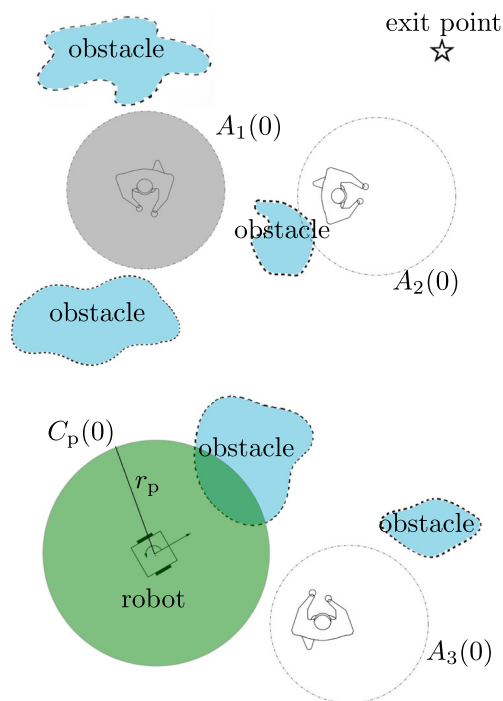 exit point
obstacle
A₁(0)
obstacle
A₂(0)
obstacle
Cₚ(0)
obstacle
rₚ
obstacle
robot
A₃(0)